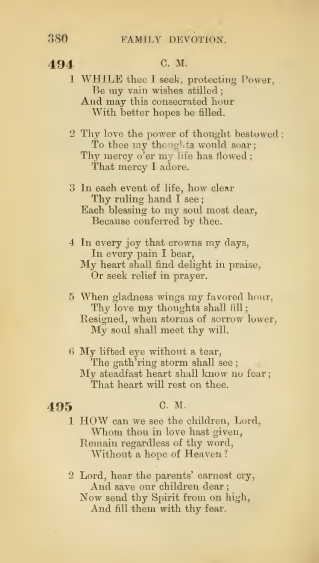 380 FAMILY DEVOTION.
494 C. M.
1 WHILE thee I seek, protecting Power,
Be my vain wishes stilled;
And may this consecrated hour
With better hopes be filled.
2 Thy love the power of thought bestowed;
To thee my thoughts would soar;
Thy mercy o'er my life has flowed;
That mercy I adore.
3 In each event of life, how clear
Thy ruling hand I see;
Each blessing to my soul most dear,
Because conferred by thee.
4 In every joy that crowns my days,
In every pain I bear,
My heart shall find delight in praise,
Or seek relief in prayer.
5 When gladness wings my favored hour,
Thy love my thoughts shall fill;
Resigned, when storms of sorrow lower,
My soul shall meet thy will.
6 My lifted eye without a tear,
The gath'ring storm shall see;
My steadfast heart shall know no fear;
That heart will rest on thee.
495 C. M.
1 HOW can we see the children, Lord,
Whom thou in love hast given,
Remain regardless of thy word,
Without a hope of Heaven?
2 Lord, hear the parents' earnest cry,
And save our children dear;
Now send thy Spirit from on high,
And fill them with thy fear.